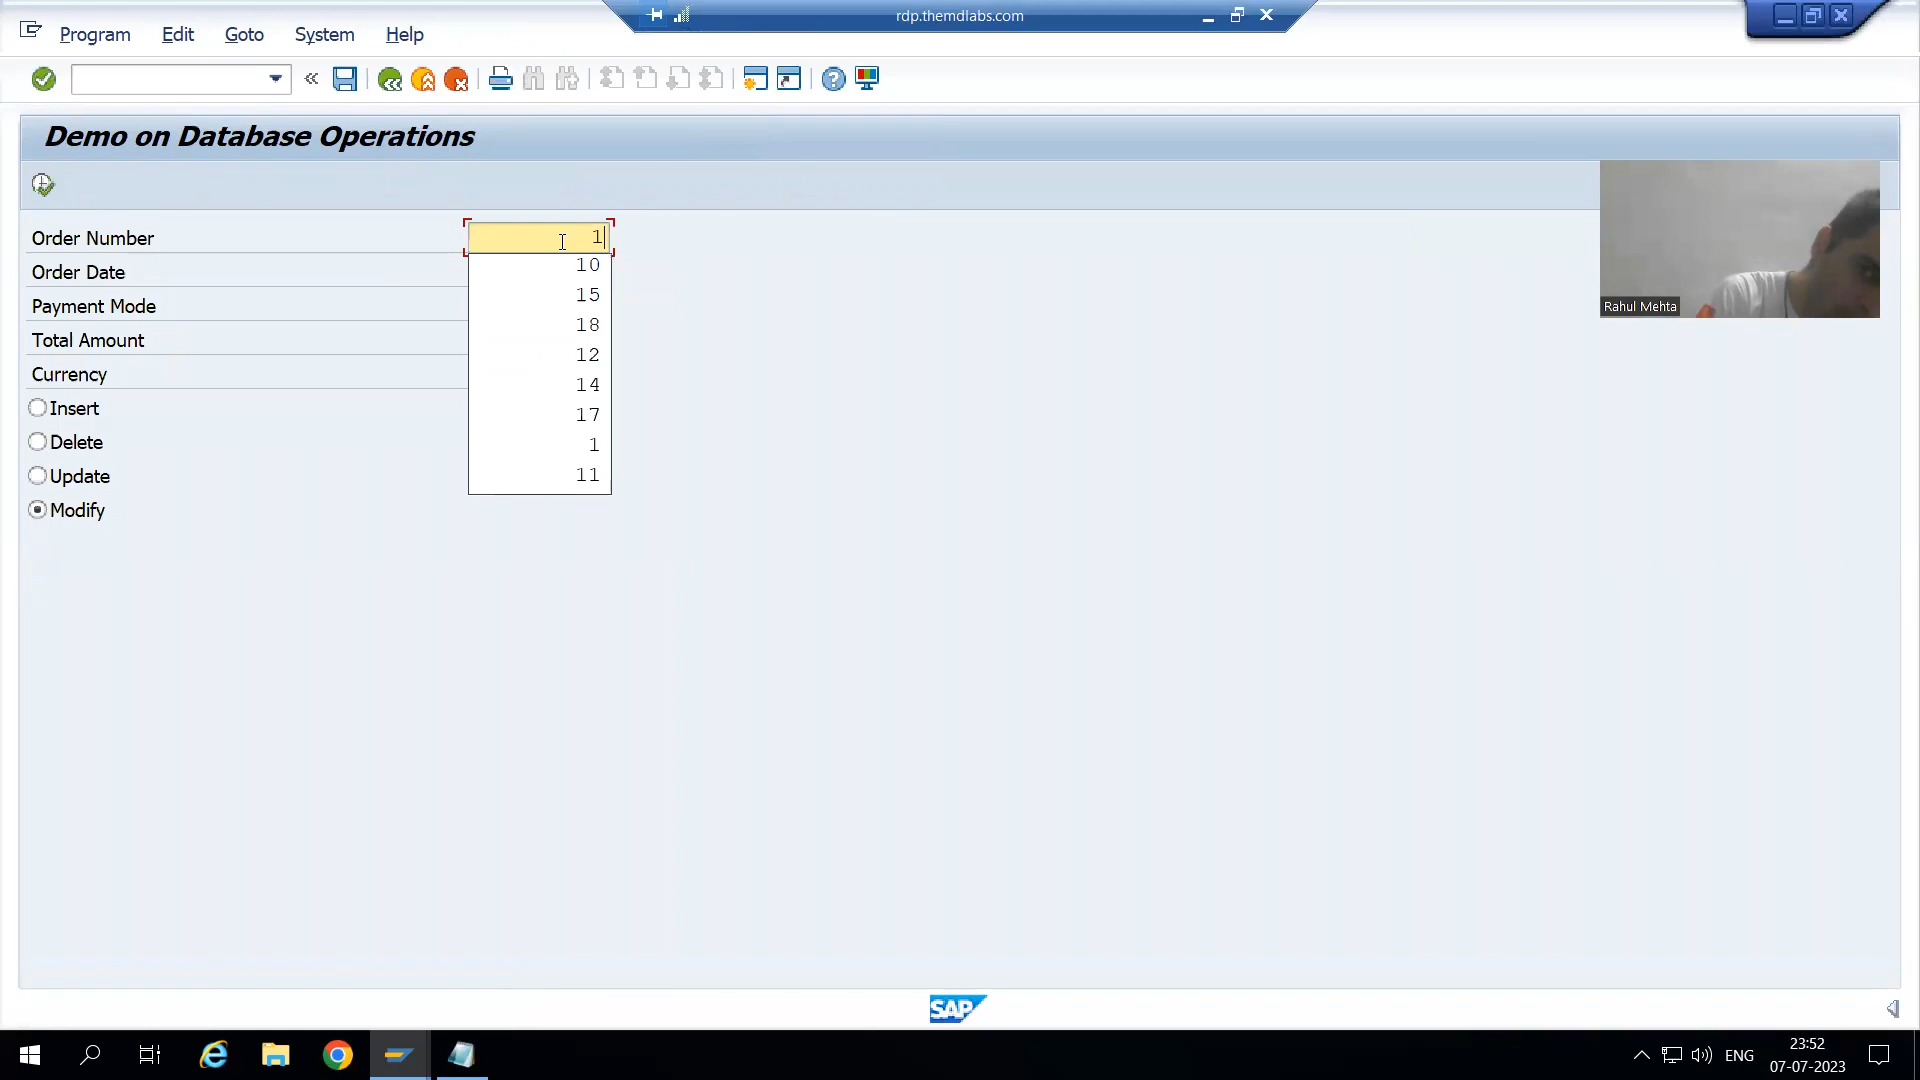 rdp.themdlabs.com
Program Edit Goto System Help
Demo on Database Operations
Order Number 1
Order Date
Payment Mode
Total Amount
Currency
10
15
18
12
14
17
1
11
Insert
Delete
Update
Modify
Rahul Mehta
SAP
ENG
23:52
07-07-2023